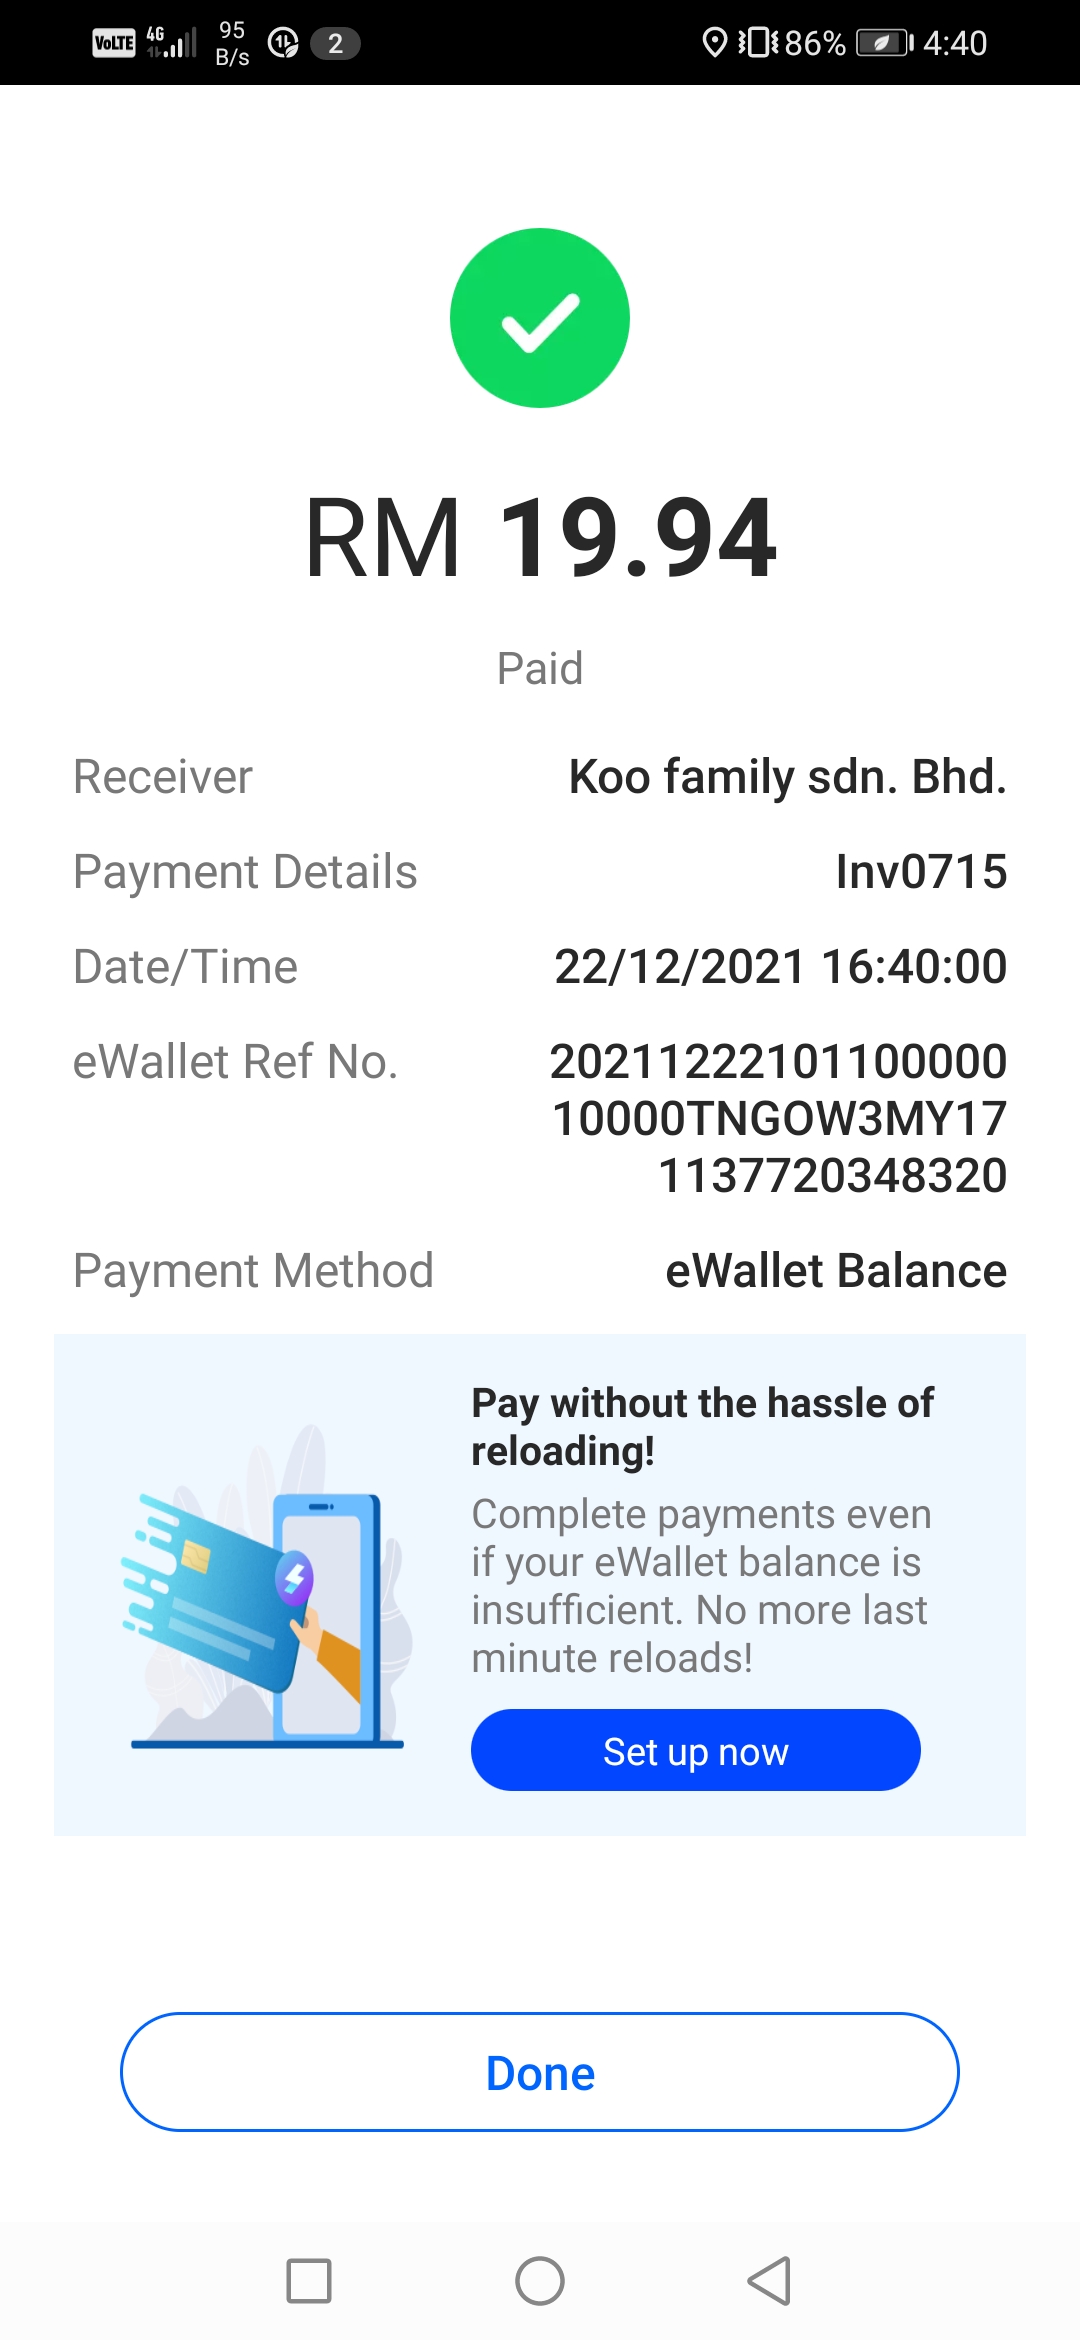 VoLTE 4G 95 B/s 2 86% 4:40
RM 19.94
Paid
Receiver Koo family sdn. Bhd.
Payment Details Inv0715
Date/Time 22/12/2021 16:40:00
eWallet Ref No. 20211222101100000
10000TNGOW3MY17
1137720348320
Payment Method eWallet Balance
Pay without the hassle of
reloading!
Complete payments even
if your eWallet balance is
insufficient. No more last
minute reloads!
Set up now
Done